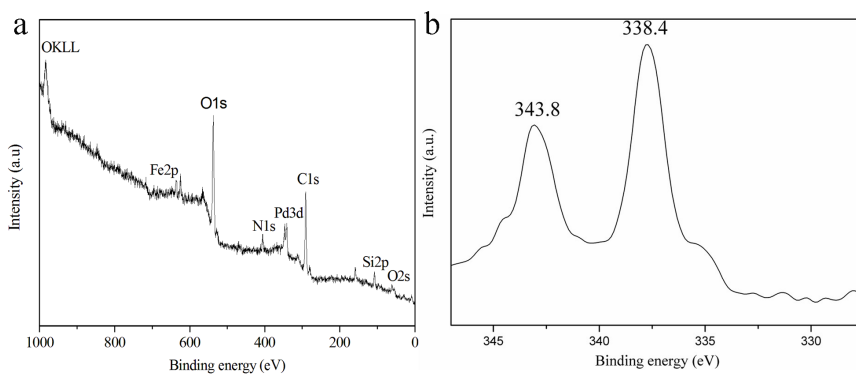 a
OKLL
O1s
Fe2p
C1s
N1s
Pd3d
Si2p
O2s
Intensity (a.u)
1000 800 600 400 200 0
Binding energy (eV)
b
338.4
343.8
Intensity (a.u.)
345 340 335 330
Binding energy (eV)